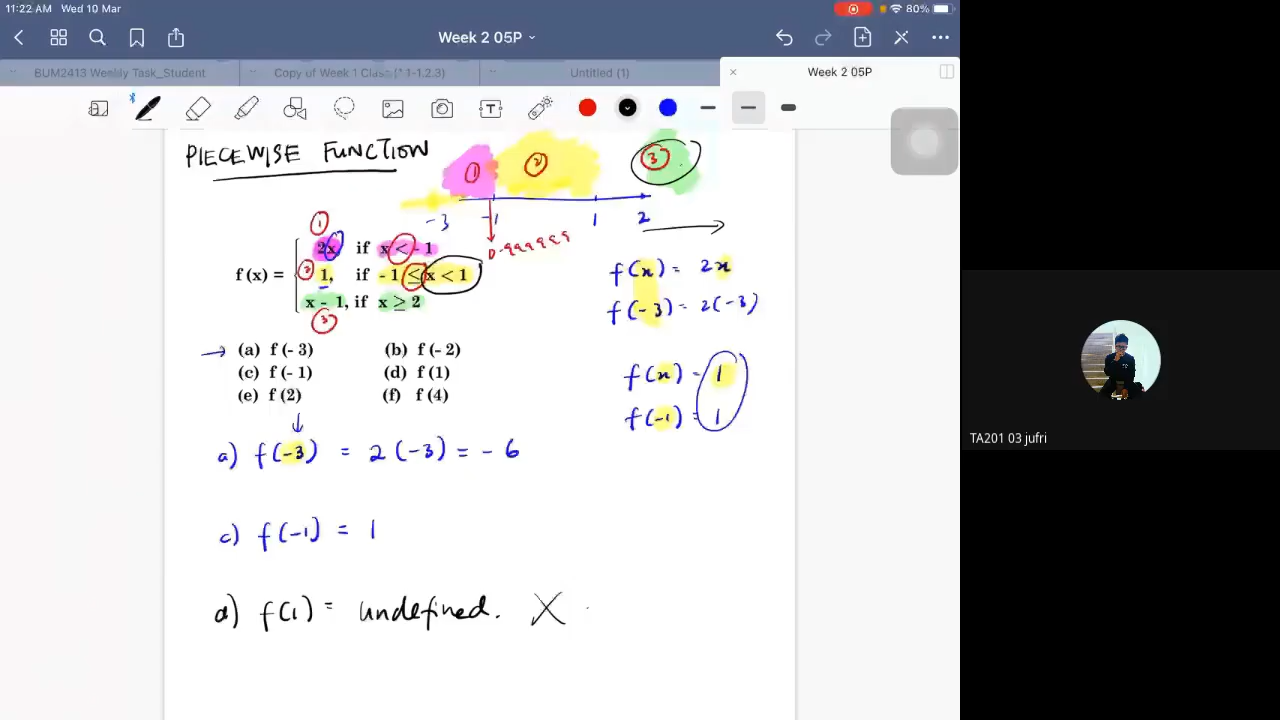 11:22 AM Wed 10 Mar
80%
Week 2 05P
BUM2413 Weekly Task_Student
Copy of Week 1 Class
Untitled (1)
Week 2 05P
PIECEWISE FUNCTION
1 2 3
-3 -1 1 2
0.999999
1
f (x) =
2x if x < - 1
2 1, if - 1 ≤ x < 1
x - 1, if x ≥ 2
3
f(x) = 2x
f(-3) = 2(-3)
→ (a) f (- 3) (b) f (- 2)
(c) f (- 1) (d) f (1)
(e) f (2) (f) f (4)
f(x) = 1
f(-1) = 1
a) f(-3) = 2(-3) = - 6
c) f(-1) = 1
d) f(1) = undefined. X
TA201 03 jufri